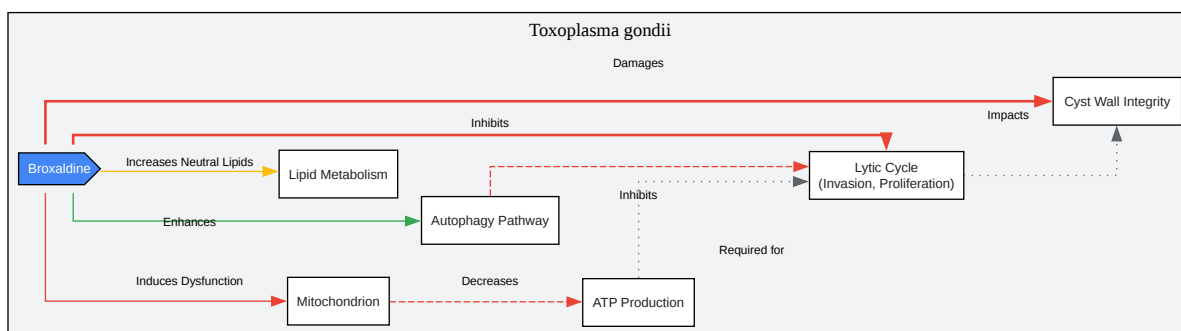 Toxoplasma gondii
Damages
Cyst Wall Integrity
Impacts
Inhibits
Broxaldine
Increases Neutral Lipids
Lipid Metabolism
Lytic Cycle
(Invasion, Proliferation)
Inhibits
Enhances
Autophagy Pathway
Required for
Induces Dysfunction
Mitochondrion
Decreases
ATP Production